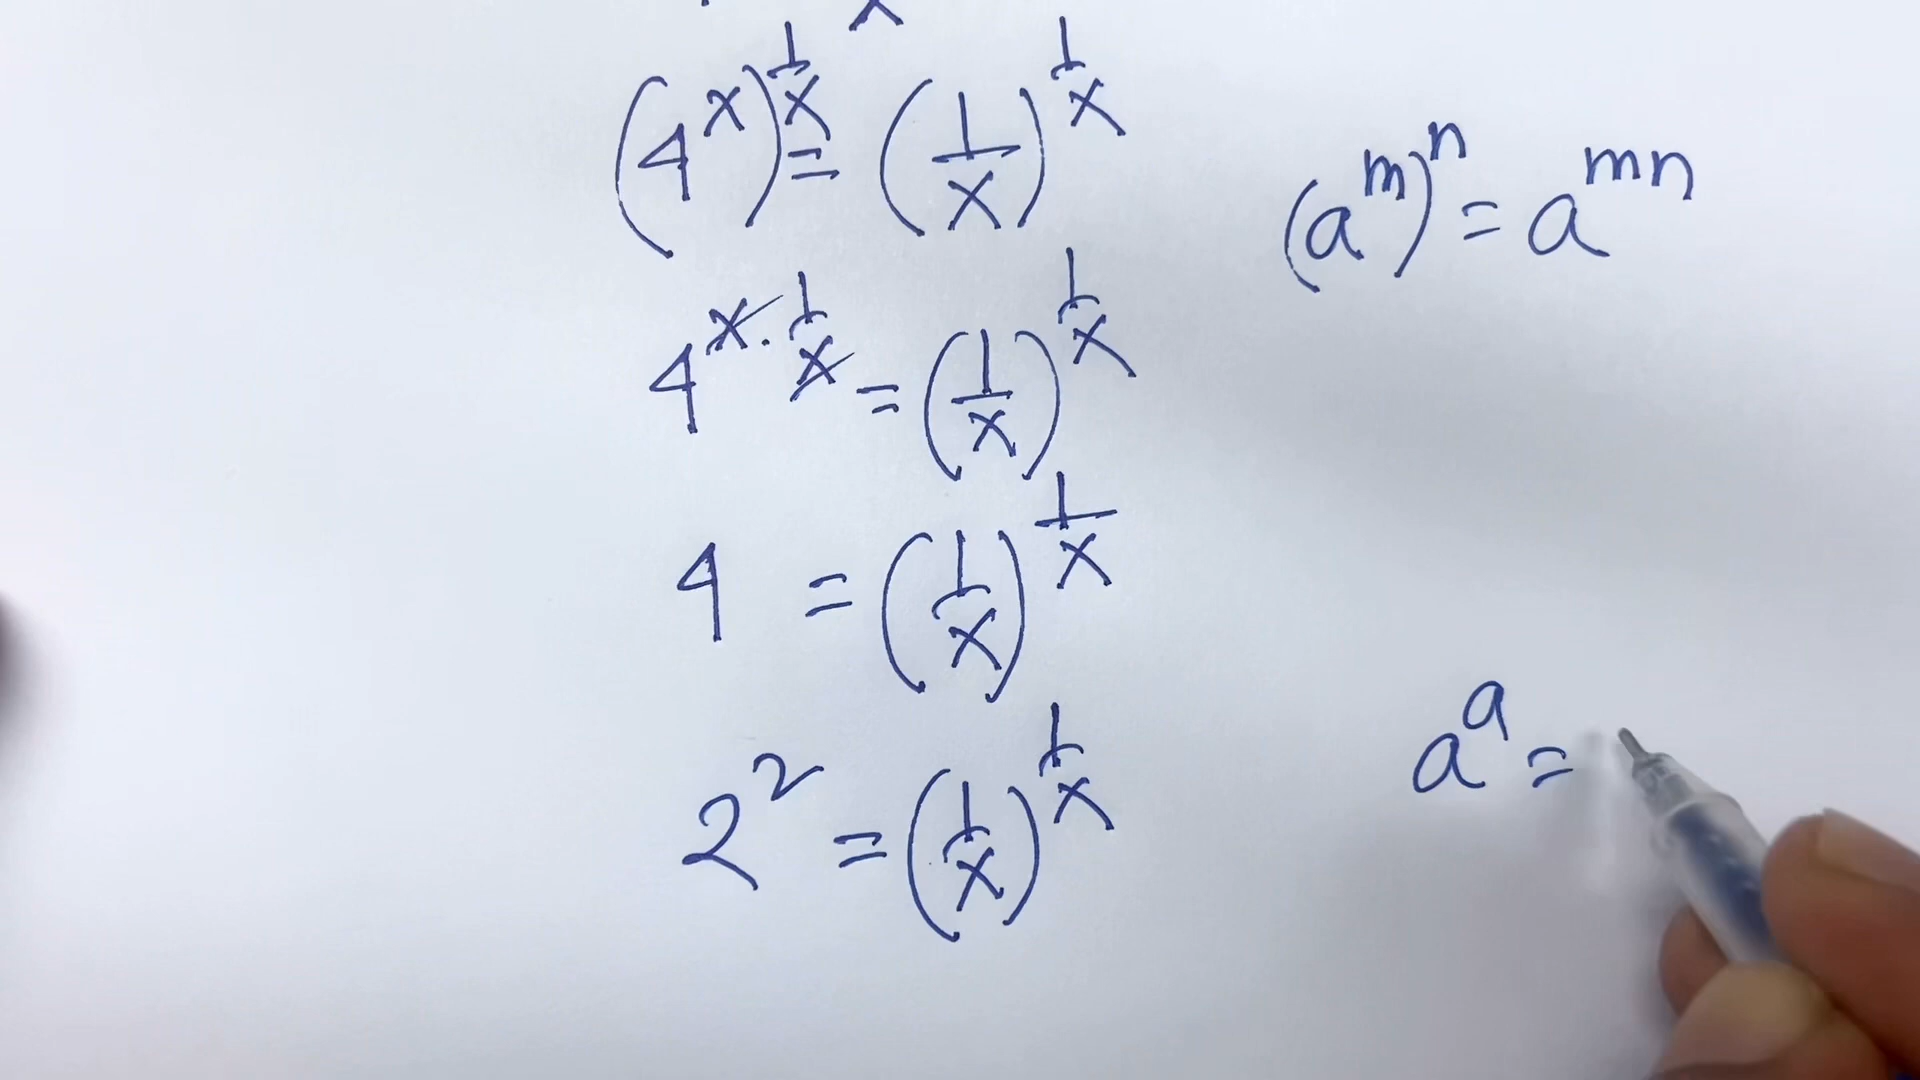 (4^x)^(1/x) = (1/x)^(1/x)
(a^m)^n = a^mn
4^(x·1/x) = (1/x)^(1/x)
4 = (1/x)^(1/x)
2^2 = (1/x)^(1/x)
a^a =